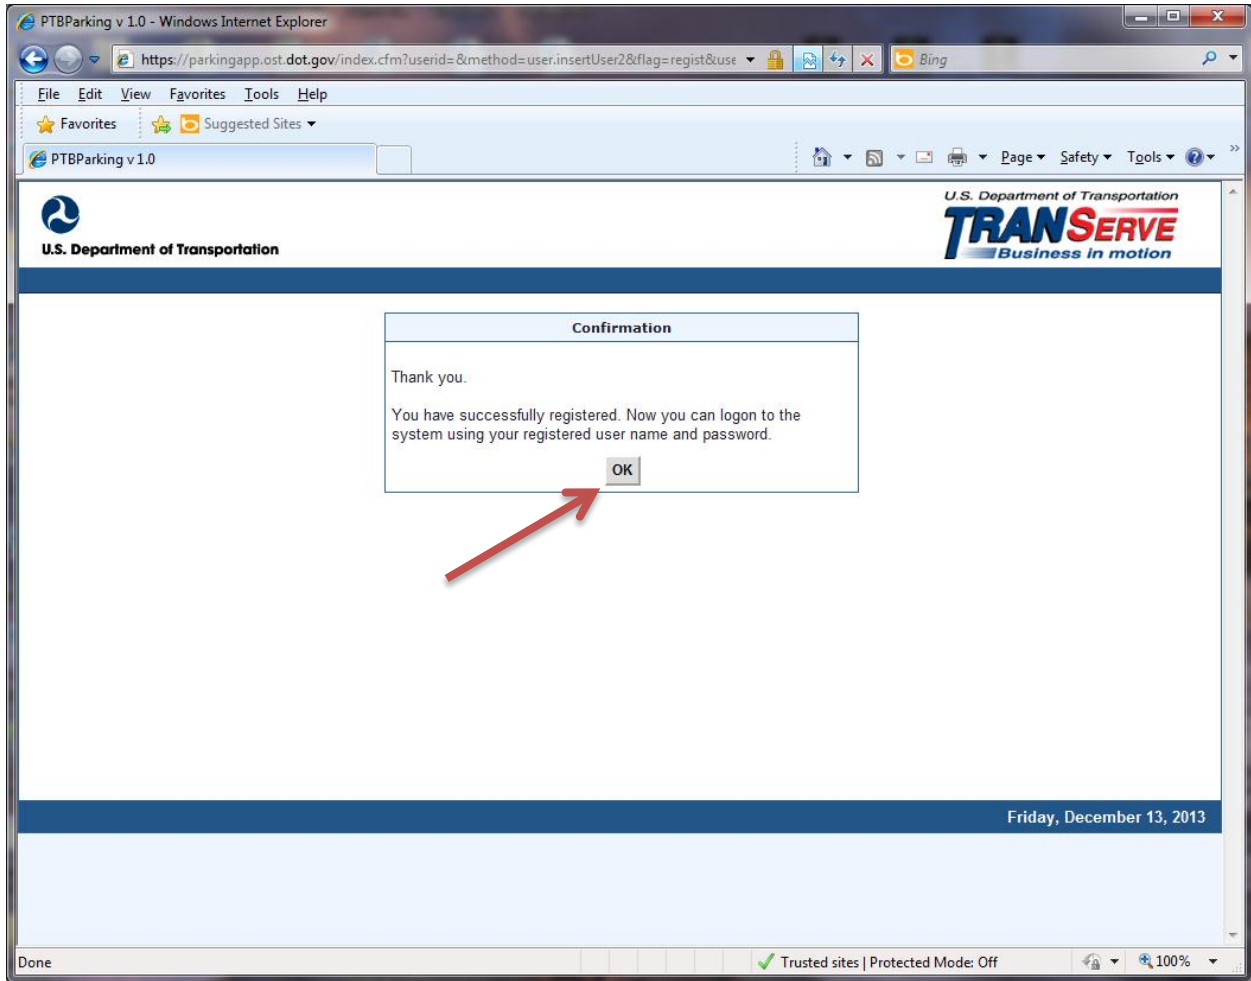 PTBParking v 1.0 - Windows Internet Explorer
https://parkingapp.ost.dot.gov/index.cfm?userid=&method=user.insertUser2&flag=regist&use
Bing
File Edit View Favorites Tools Help
Favorites Suggested Sites
PTBParking v 1.0
Page Safety Tools
U.S. Department of Transportation
U.S. Department of Transportation
TRANSERVE
Business in motion
Confirmation
Thank you.
You have successfully registered. Now you can logon to the
system using your registered user name and password.
OK
Friday, December 13, 2013
Done
Trusted sites | Protected Mode: Off
100%